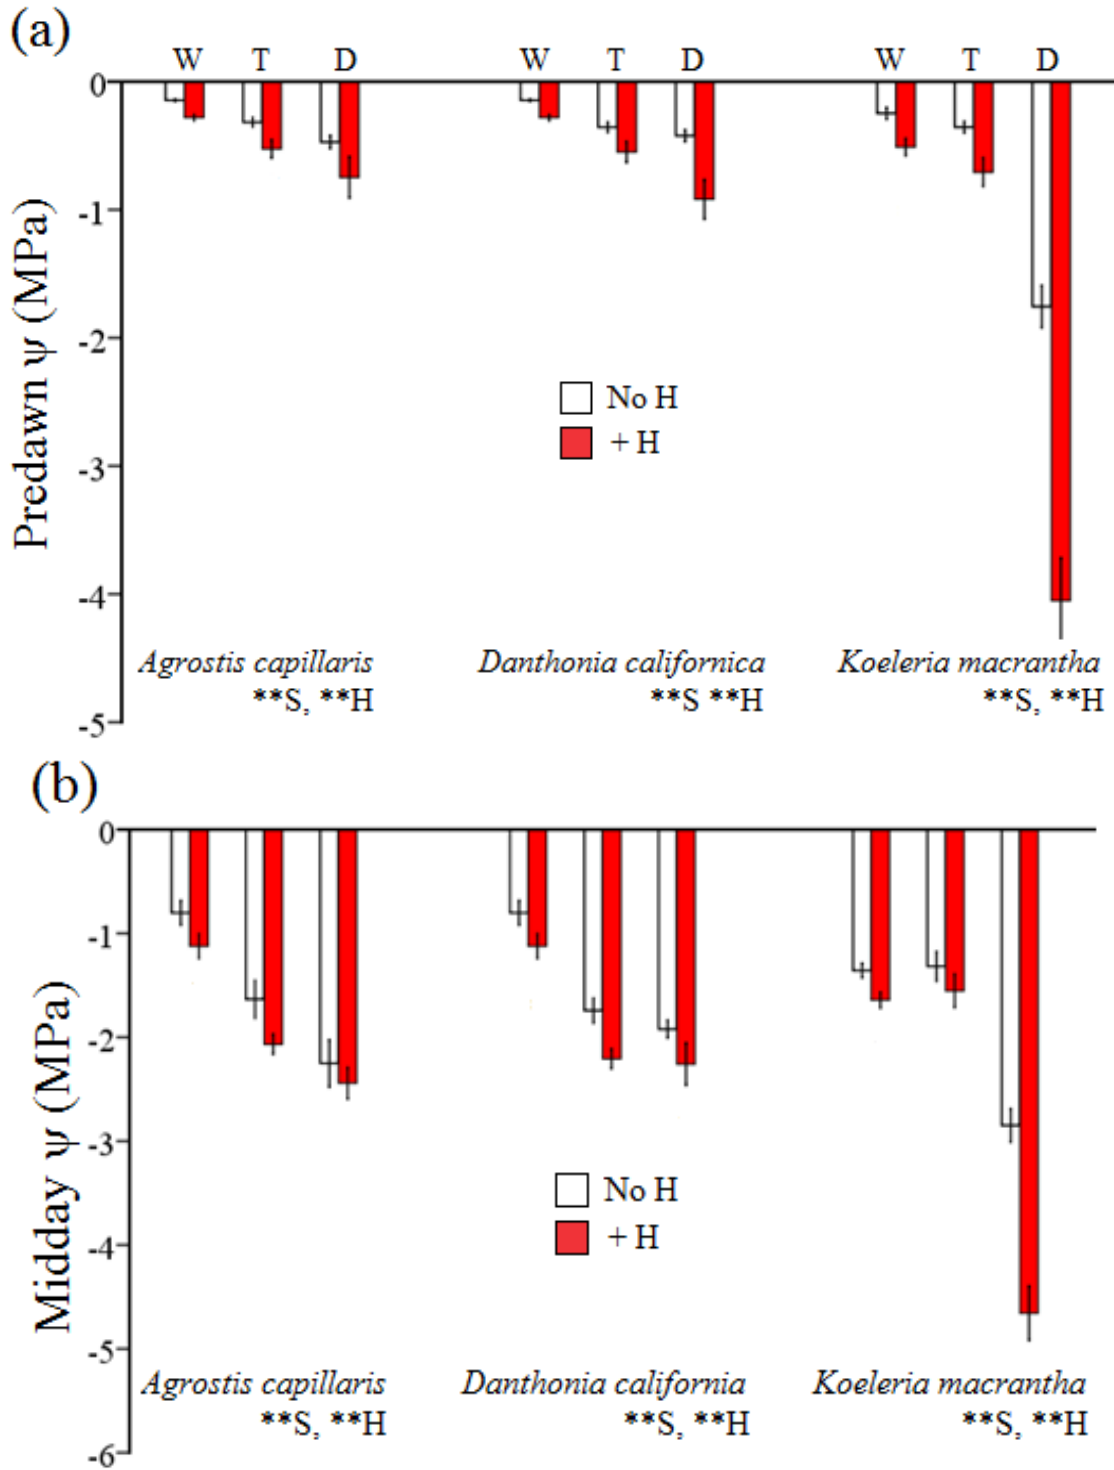 (a)
W T D W T D W T D
0
-1
-2
-3
-4
-5
Predawn ψ (MPa)
No H
+ H
Agrostis capillaris Danthonia californica Koeleria macrantha
**S, **H **S **H **S, **H
(b)
0
-1
-2
-3
-4
-5
-6
Midday ψ (MPa)
No H
+ H
Agrostis capillaris Danthonia california Koeleria macrantha
**S, **H **S, **H **S, **H